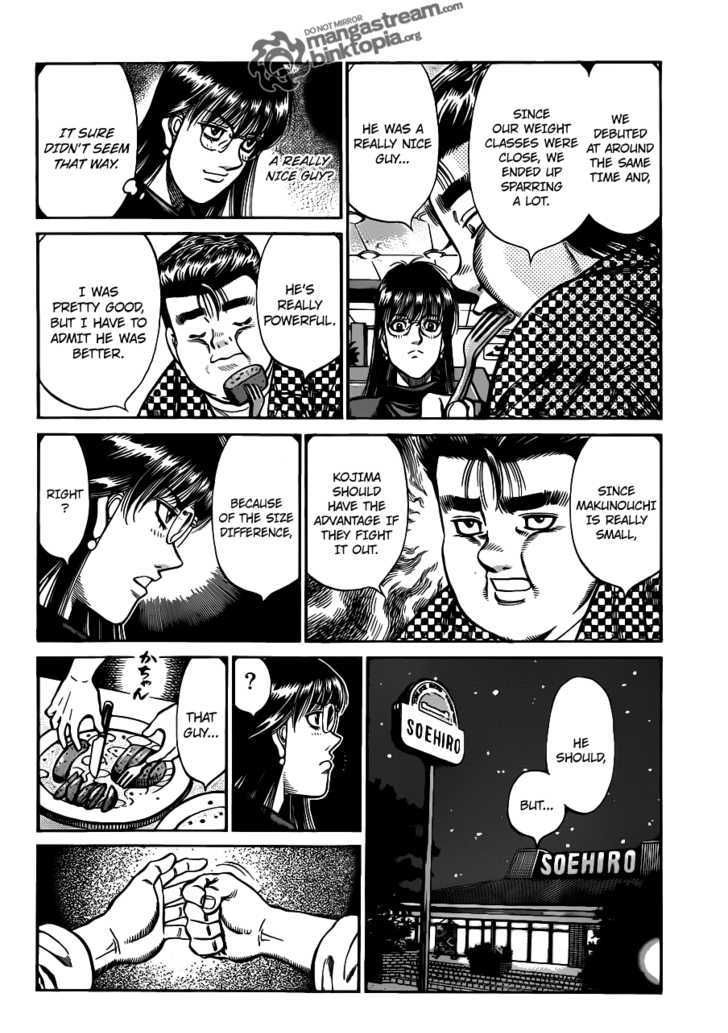 DO NOT MIRROR
mangastream.com
binktopia.org
WE
DEBUTED
AT AROUND
THE SAME
TIME AND,
SINCE
OUR WEIGHT
CLASSES WERE
CLOSE, WE
ENDED UP
SPARRING
A LOT.
HE WAS A
REALLY NICE
GUY...
A REALLY
NICE GUY?
IT SURE
DIDN'T SEEM
THAT WAY.
HE'S
REALLY
POWERFUL.
I WAS
PRETTY GOOD,
BUT I HAVE TO
ADMIT HE WAS
BETTER.
SINCE
MAKUNOUCHI
IS REALLY
SMALL,
KOJIMA
SHOULD
HAVE THE
ADVANTAGE IF
THEY FIGHT
IT OUT.
BECAUSE
OF THE SIZE
DIFFERENCE,
RIGHT
?
HE
SHOULD,
BUT...
SOEHIRO
SOEHIRO
?
THAT
GUY...
かちゃん